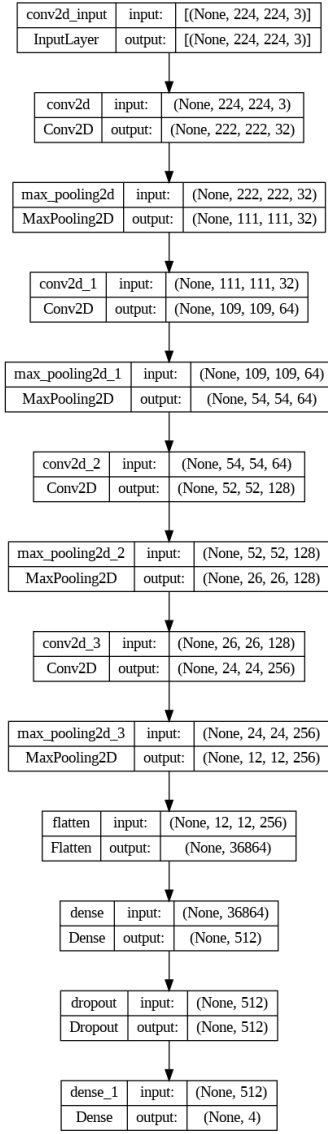 conv2d_input input: [(None, 224, 224, 3)]
InputLayer output: [(None, 224, 224, 3)]
conv2d input: (None, 224, 224, 3)
Conv2D output: (None, 222, 222, 32)
max_pooling2d input: (None, 222, 222, 32)
MaxPooling2D output: (None, 111, 111, 32)
conv2d_1 input: (None, 111, 111, 32)
Conv2D output: (None, 109, 109, 64)
max_pooling2d_1 input: (None, 109, 109, 64)
MaxPooling2D output: (None, 54, 54, 64)
conv2d_2 input: (None, 54, 54, 64)
Conv2D output: (None, 52, 52, 128)
max_pooling2d_2 input: (None, 52, 52, 128)
MaxPooling2D output: (None, 26, 26, 128)
conv2d_3 input: (None, 26, 26, 128)
Conv2D output: (None, 24, 24, 256)
max_pooling2d_3 input: (None, 24, 24, 256)
MaxPooling2D output: (None, 12, 12, 256)
flatten input: (None, 12, 12, 256)
Flatten output: (None, 36864)
dense input: (None, 36864)
Dense output: (None, 512)
dropout input: (None, 512)
Dropout output: (None, 512)
dense_1 input: (None, 512)
Dense output: (None, 4)